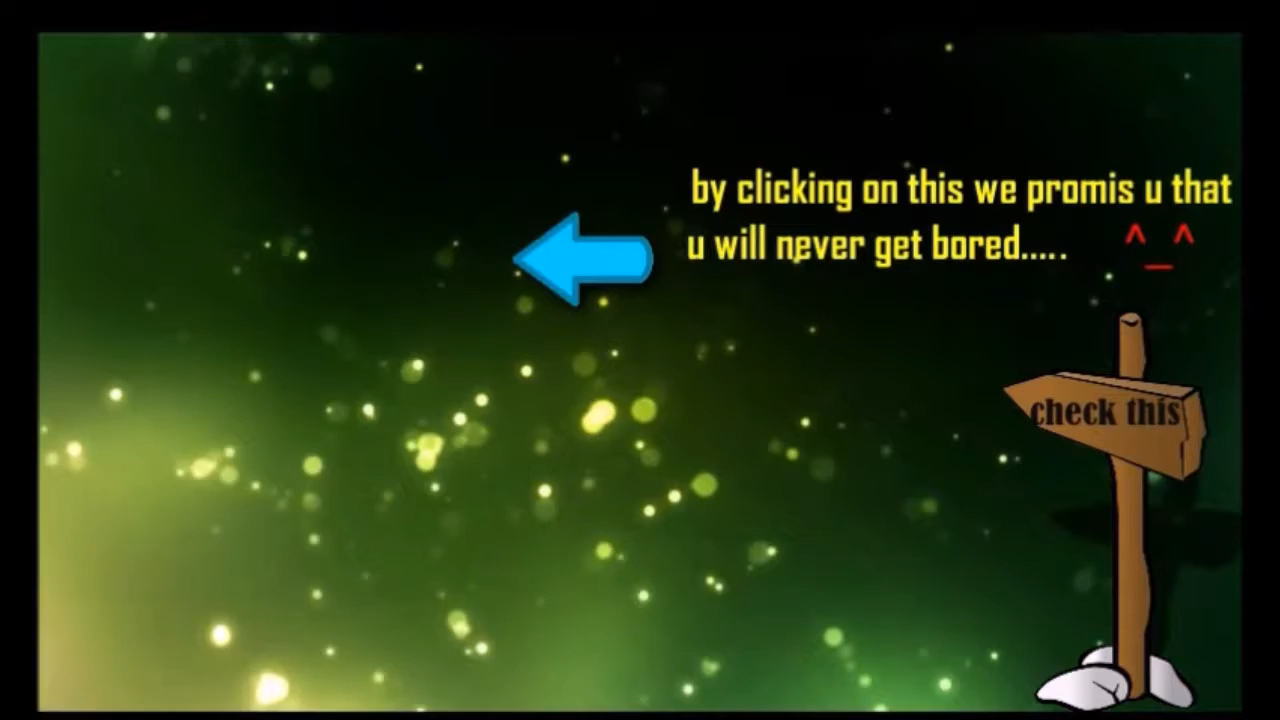 by clicking on this we promis u that
u will never get bored..... ^_^
check this